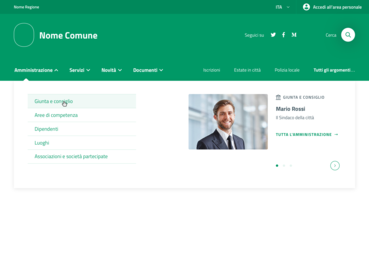 Nome Regione
ITA
Accedi all'area personale
Nome Comune
Seguici su
Cerca
Amministrazione
Servizi
Novità
Documenti
Iscrizioni
Estate in città
Polizia locale
Tutti gli argomenti...
Giunta e consiglio
Aree di competenza
Dipendenti
Luoghi
Associazioni e società partecipate
GIUNTA E CONSIGLIO
Mario Rossi
Il Sindaco della città
TUTTA L'AMMINISTRAZIONE